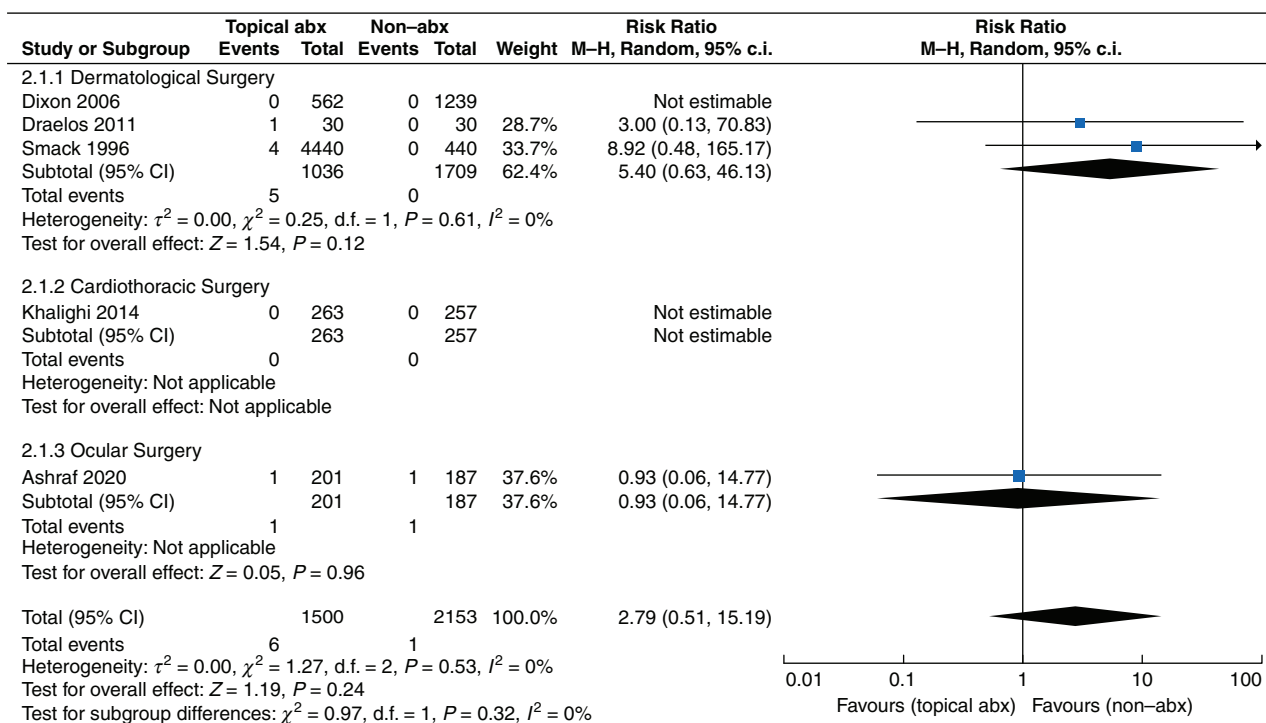 Topical abx Non–abx Risk Ratio Risk Ratio
Study or Subgroup Events Total Events Total Weight M–H, Random, 95% c.i. M–H, Random, 95% c.i.
2.1.1 Dermatological Surgery
Dixon 2006 0 562 0 1239 Not estimable
Draelos 2011 1 30 0 30 28.7% 3.00 (0.13, 70.83)
Smack 1996 4 4440 0 440 33.7% 8.92 (0.48, 165.17)
Subtotal (95% CI) 1036 1709 62.4% 5.40 (0.63, 46.13)
Total events 5 0
Heterogeneity: τ² = 0.00, χ² = 0.25, d.f. = 1, P = 0.61, I² = 0%
Test for overall effect: Z = 1.54, P = 0.12
2.1.2 Cardiothoracic Surgery
Khalighi 2014 0 263 0 257 Not estimable
Subtotal (95% CI) 263 257 Not estimable
Total events 0 0
Heterogeneity: Not applicable
Test for overall effect: Not applicable
2.1.3 Ocular Surgery
Ashraf 2020 1 201 1 187 37.6% 0.93 (0.06, 14.77)
Subtotal (95% CI) 201 187 37.6% 0.93 (0.06, 14.77)
Total events 1 1
Heterogeneity: Not applicable
Test for overall effect: Z = 0.05, P = 0.96
Total (95% CI) 1500 2153 100.0% 2.79 (0.51, 15.19)
Total events 6 1
Heterogeneity: τ² = 0.00, χ² = 1.27, d.f. = 2, P = 0.53, I² = 0%
Test for overall effect: Z = 1.19, P = 0.24
Test for subgroup differences: χ² = 0.97, d.f. = 1, P = 0.32, I² = 0%
0.01 0.1 1 10 100
Favours (topical abx) Favours (non–abx)